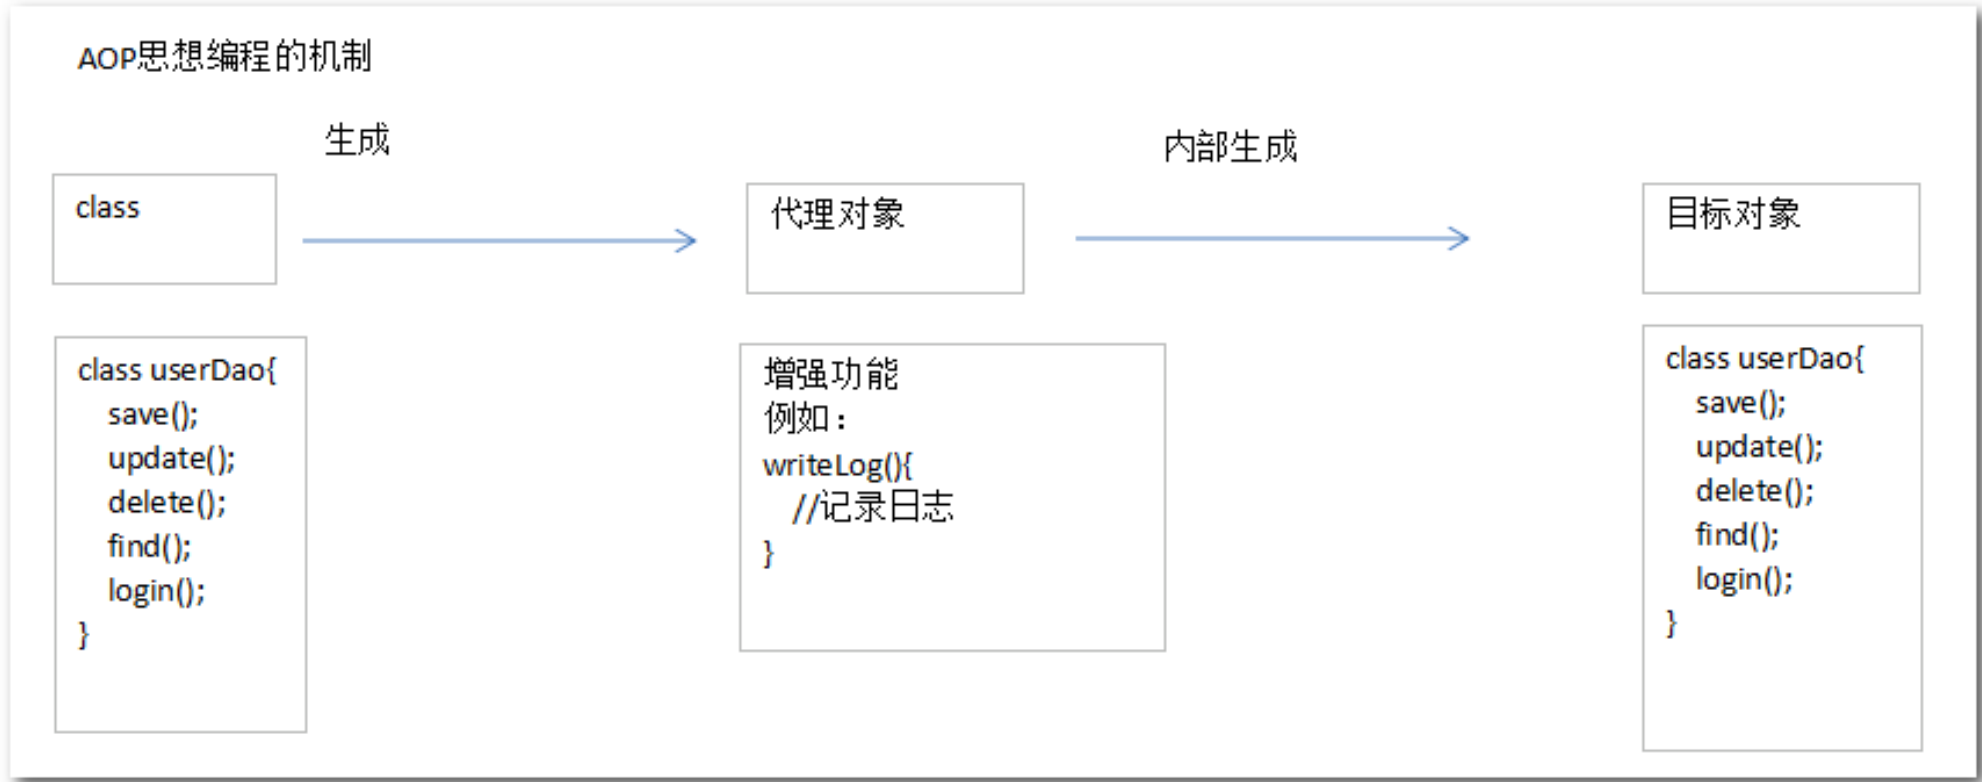 AOP思想编程的机制
生成
内部生成
class
代理对象
目标对象
class userDao{
save();
update();
delete();
find();
login();
}
增强功能
例如：
writeLog(){
//记录日志
}
class userDao{
save();
update();
delete();
find();
login();
}